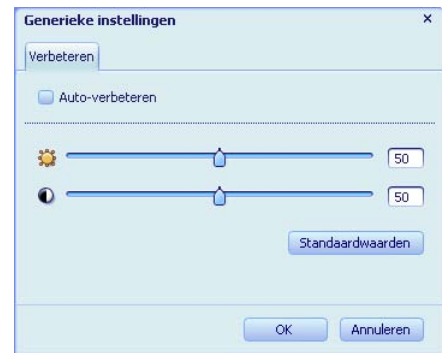 Generieke instellingen
Verbeteren
Auto-verbeteren
50
50
Standaardwaarden
OK Annuleren